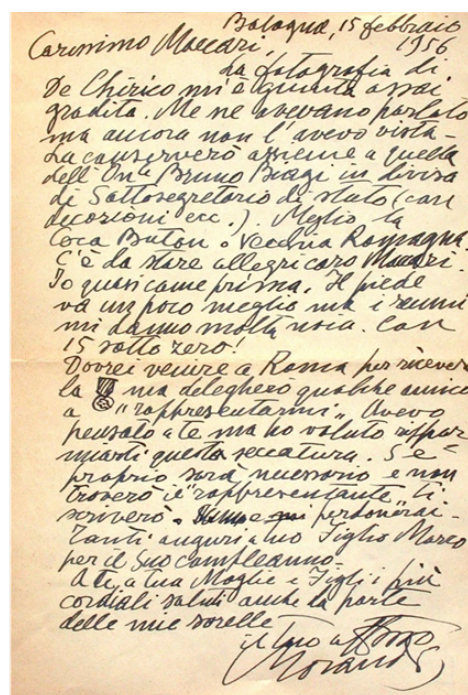 Bologna, 15 febbraio
1956
Carissimo Maccari,
La fotografia di
De Chirico mi è giunta assai
gradita. Me ne avevano parlato
ma ancora non l'avevo vista-
La conserverò assieme a quella
dell'On. Bruno Biagi in divisa
di Sottosegretario di stato (con
decorazioni ecc.). Meglio la
Coca Buton o Vecchia Romagna.
C'è da stare allegri caro Maccari.
Io quasi come prima. Il piede
va un poco meglio ma i reumi
mi danno molta noia. Con
15 sotto zero!
Dovrei venire a Roma per ricever
la ma delegherò qualche amico
a "rappresentarmi". Avevo
pensato a te ma ho voluto rispar
miarti questa seccatura. Se
proprio sarà necessario e non
troverò il "rappresentante" ti
scriverò. perdonerai-
Tanti auguri a tuo Figlio Marco
per il suo compleanno-
A te, a tua Moglie e Figli i più
cordiali saluti anche da parte
delle mie sorelle
il tuo aff.mo
Morandi